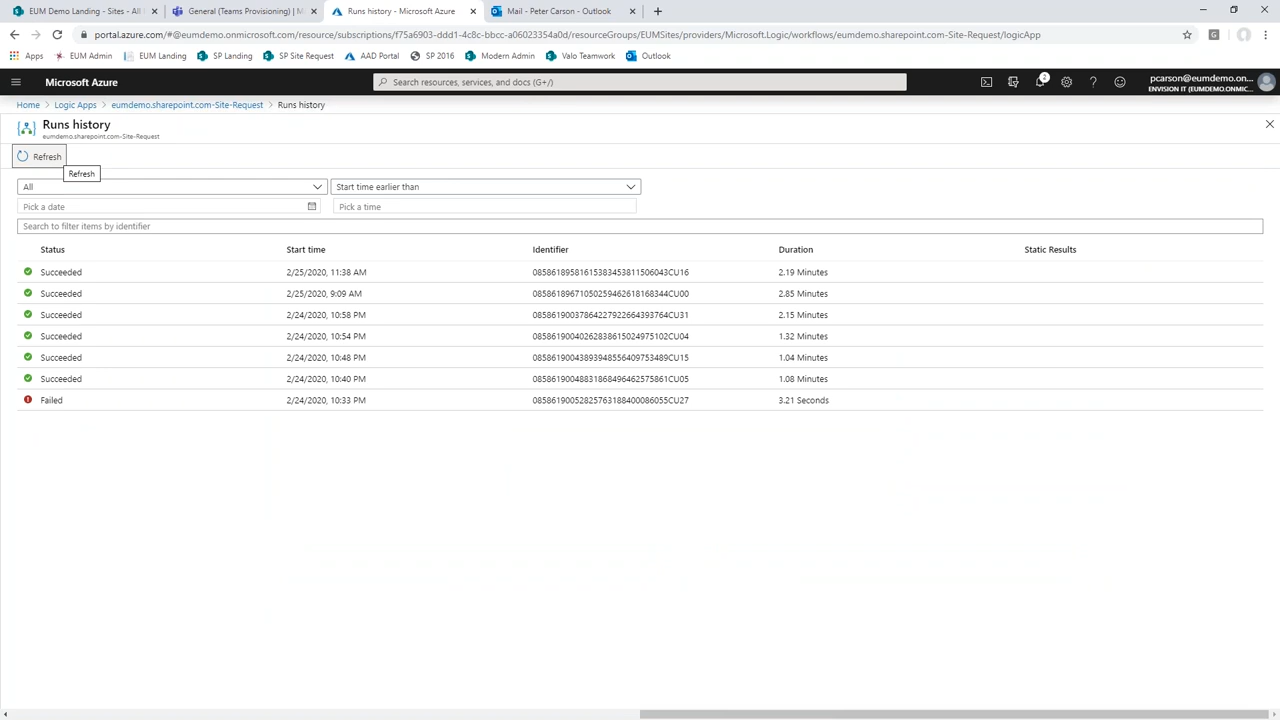 EUM Demo Landing - Sites - All
General (Teams Provisioning) | M
Runs history - Microsoft Azure
Mail - Peter Carson - Outlook
portal.azure.com/#@eumdemo.onmicrosoft.com/resource/subscriptions/f75a6903-ddd1-4c8c-bbcc-a06023354a0d/resourceGroups/EUMSites/providers/Microsoft.Logic/workflows/eumdemo.sharepoint.com-Site-Request/logicApp
Apps EUM Admin EUM Landing SP Landing SP Site Request AAD Portal SP 2016 Modern Admin Valo Teamwork Outlook
Microsoft Azure
Search resources, services, and docs (G+/)
2
pcarson@eumdemo.on...
ENVISION IT (EUMDEMO.ONMIC...
Home > Logic Apps > eumdemo.sharepoint.com-Site-Request > Runs history
Runs history
eumdemo.sharepoint.com-Site-Request
Refresh
Refresh
All Start time earlier than
Pick a date Pick a time
Search to filter items by identifier
Status Start time Identifier Duration Static Results
Succeeded 2/25/2020, 11:38 AM 08586189581615383453811506043CU16 2.19 Minutes
Succeeded 2/25/2020, 9:09 AM 08586189671050259462618168344CU00 2.85 Minutes
Succeeded 2/24/2020, 10:58 PM 08586190037864227922664393764CU31 2.15 Minutes
Succeeded 2/24/2020, 10:54 PM 08586190040262838615024975102CU04 1.32 Minutes
Succeeded 2/24/2020, 10:48 PM 08586190043893948556409753489CU15 1.04 Minutes
Succeeded 2/24/2020, 10:40 PM 08586190048831868496462575861CU05 1.08 Minutes
Failed 2/24/2020, 10:33 PM 08586190052825763188400086055CU27 3.21 Seconds